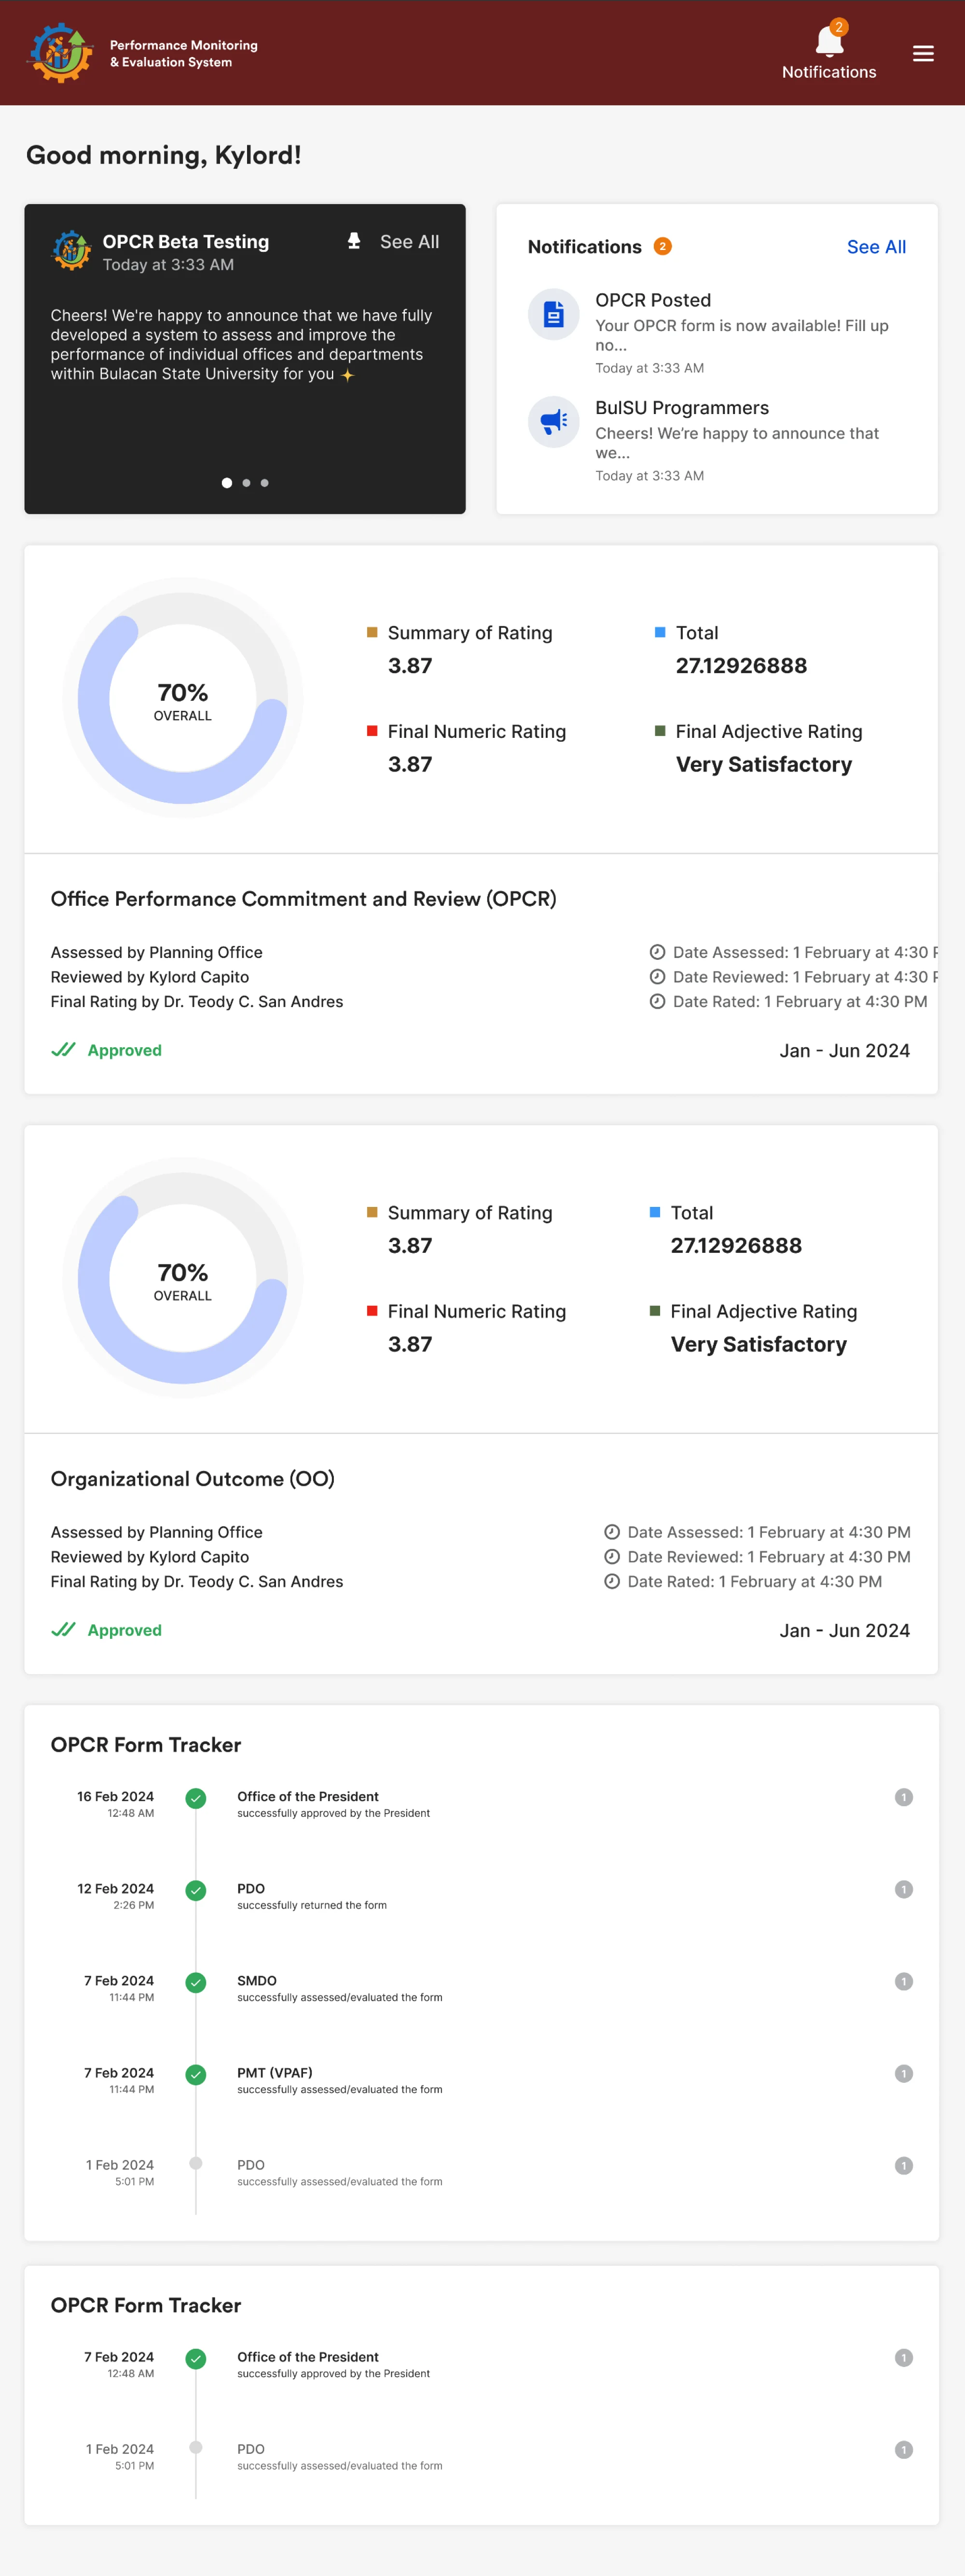 Performance Monitoring
& Evaluation System
2
Notifications
Good morning, Kylord!
OPCR Beta Testing
See All
Today at 3:33 AM
Cheers! We're happy to announce that we have fully
developed a system to assess and improve the
performance of individual offices and departments
within Bulacan State University for you
Notifications 2
See All
OPCR Posted
Your OPCR form is now available! Fill up
no...
Today at 3:33 AM
BulSU Programmers
Cheers! We're happy to announce that
we...
Today at 3:33 AM
70%
OVERALL
Summary of Rating
3.87
Total
27.12926888
Final Numeric Rating
3.87
Final Adjective Rating
Very Satisfactory
Office Performance Commitment and Review (OPCR)
Assessed by Planning Office
Date Assessed: 1 February at 4:30
Reviewed by Kylord Capito
Date Reviewed: 1 February at 4:30
Final Rating by Dr. Teody C. San Andres
Date Rated: 1 February at 4:30 PM
Approved
Jan - Jun 2024
70%
OVERALL
Summary of Rating
3.87
Total
27.12926888
Final Numeric Rating
3.87
Final Adjective Rating
Very Satisfactory
Organizational Outcome (OO)
Assessed by Planning Office
Date Assessed: 1 February at 4:30 PM
Reviewed by Kylord Capito
Date Reviewed: 1 February at 4:30 PM
Final Rating by Dr. Teody C. San Andres
Date Rated: 1 February at 4:30 PM
Approved
Jan - Jun 2024
OPCR Form Tracker
16 Feb 2024 Office of the President 1
12:48 AM successfully approved by the President
12 Feb 2024 PDO 1
2:26 PM successfully returned the form
7 Feb 2024 SMDO 1
11:44 PM successfully assessed/evaluated the form
7 Feb 2024 PMT (VPAF) 1
11:44 PM successfully assessed/evaluated the form
1 Feb 2024 PDO 1
5:01 PM successfully assessed/evaluated the form
OPCR Form Tracker
7 Feb 2024 Office of the President 1
12:48 AM successfully approved by the President
1 Feb 2024 PDO 1
5:01 PM successfully assessed/evaluated the form